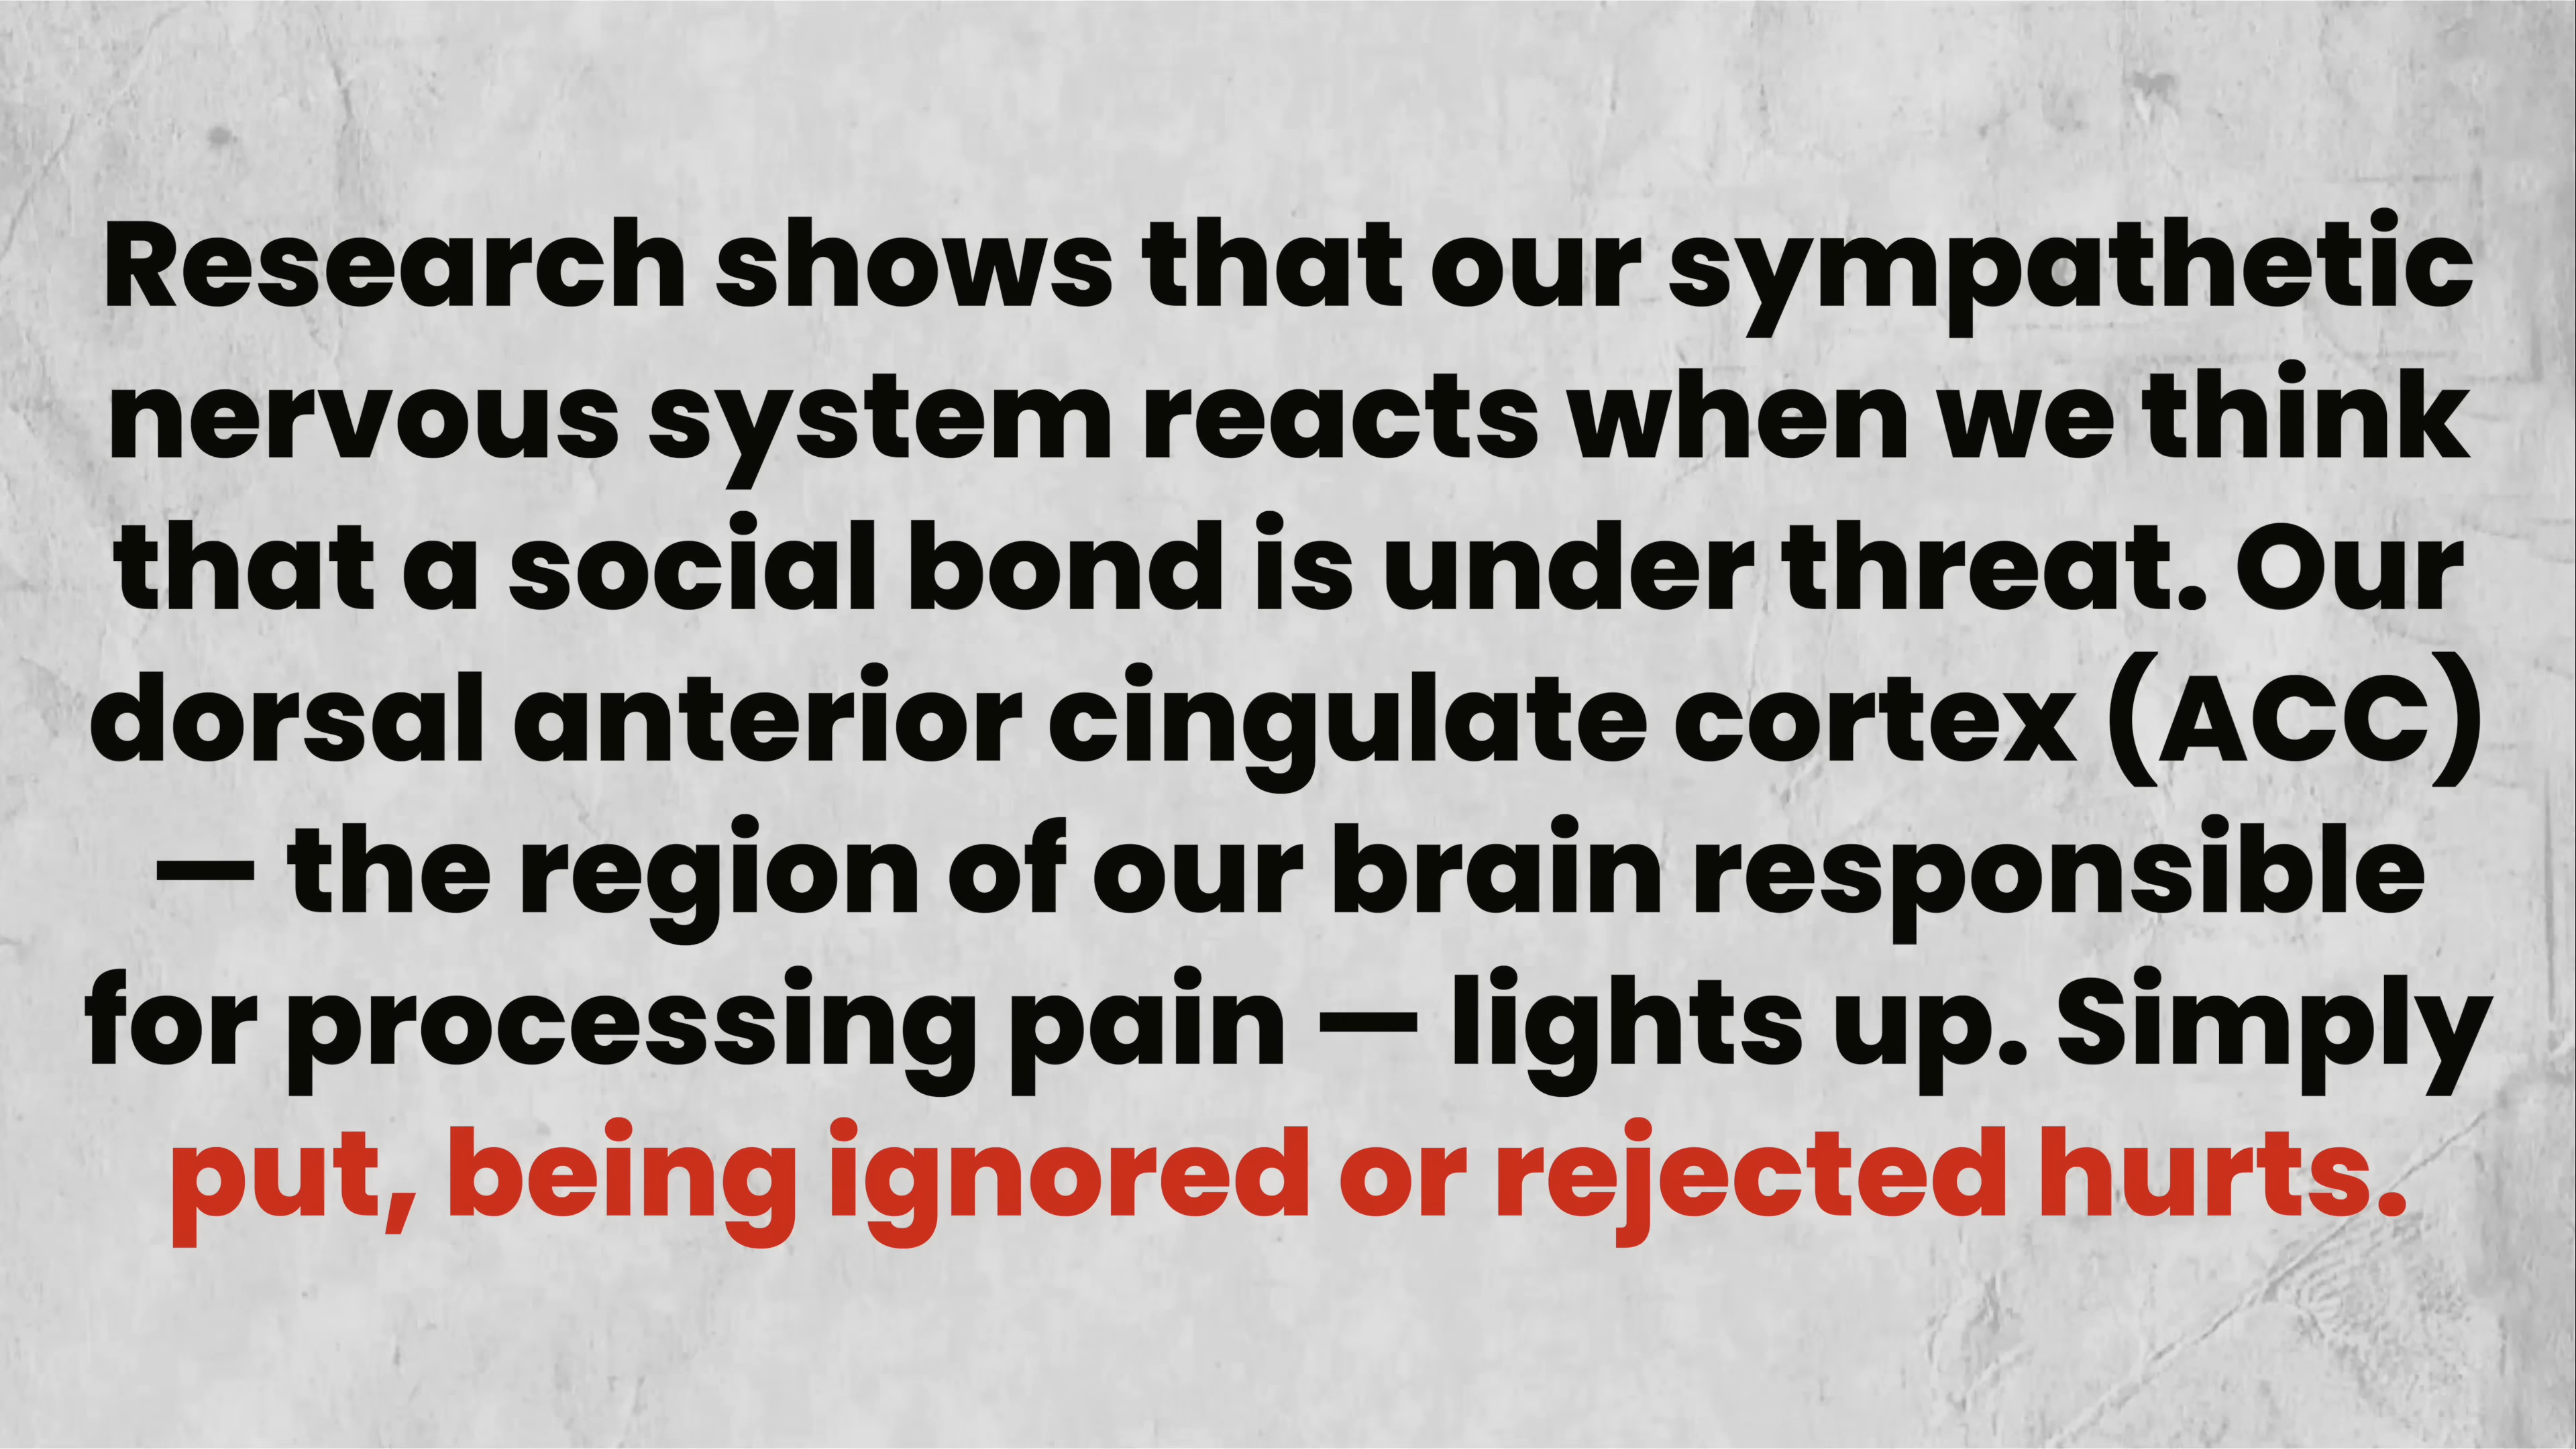 Research shows that our sympathetic
nervous system reacts when we think
that a social bond is under threat. Our
dorsal anterior cingulate cortex (ACC)
— the region of our brain responsible
for processing pain — lights up. Simply
put, being ignored or rejected hurts.